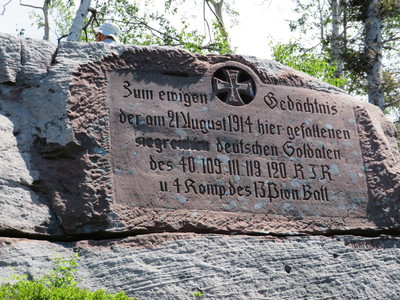 Zum ewigen Gedächtnis
der am 21 August 1914 hier gefallenen
siegreichen deutschen Soldaten
des 40. 109. 111. 119. 120. R.I.R
u. 4 Komp des 13 Pion Batl